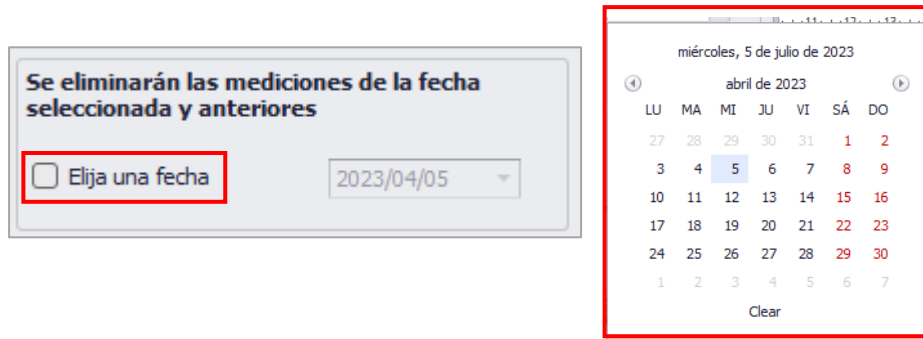 Se eliminarán las mediciones de la fecha
seleccionada y anteriores
Elija una fecha
2023/04/05
miércoles, 5 de julio de 2023
abril de 2023
LU MA MI JU VI SÁ DO
27 28 29 30 31 1 2
3 4 5 6 7 8 9
10 11 12 13 14 15 16
17 18 19 20 21 22 23
24 25 26 27 28 29 30
1 2 3 4 5 6 7
Clear